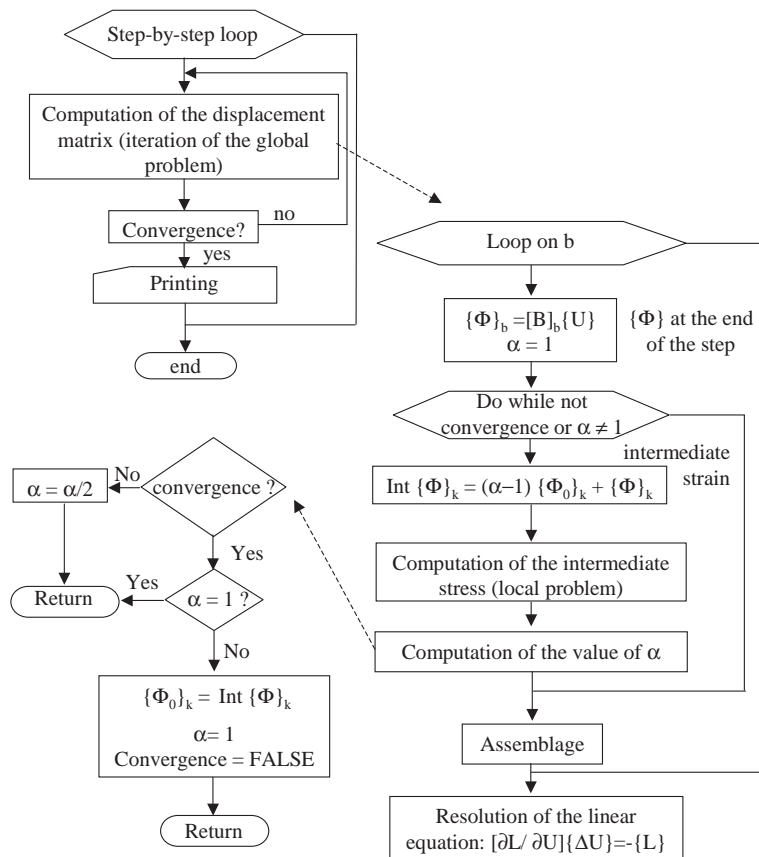 Step-by-step loop
Computation of the displacement
matrix (iteration of the global
problem)
Convergence?
no
yes
Printing
end
Loop on b
{Φ}b =[B]b{U}
α = 1
{Φ} at the end
of the step
Do while not
convergence or α ≠ 1
intermediate
strain
Int {Φ}k = (α−1) {Φ0}k + {Φ}k
Computation of the intermediate
stress (local problem)
Computation of the value of α
Assemblage
Resolution of the linear
equation: [∂L/ ∂U]{ΔU}=-{L}
convergence ?
No
α = α/2
Yes
α = 1 ?
Yes
Return
No
{Φ0}k = Int {Φ}k
α= 1
Convergence = FALSE
Return